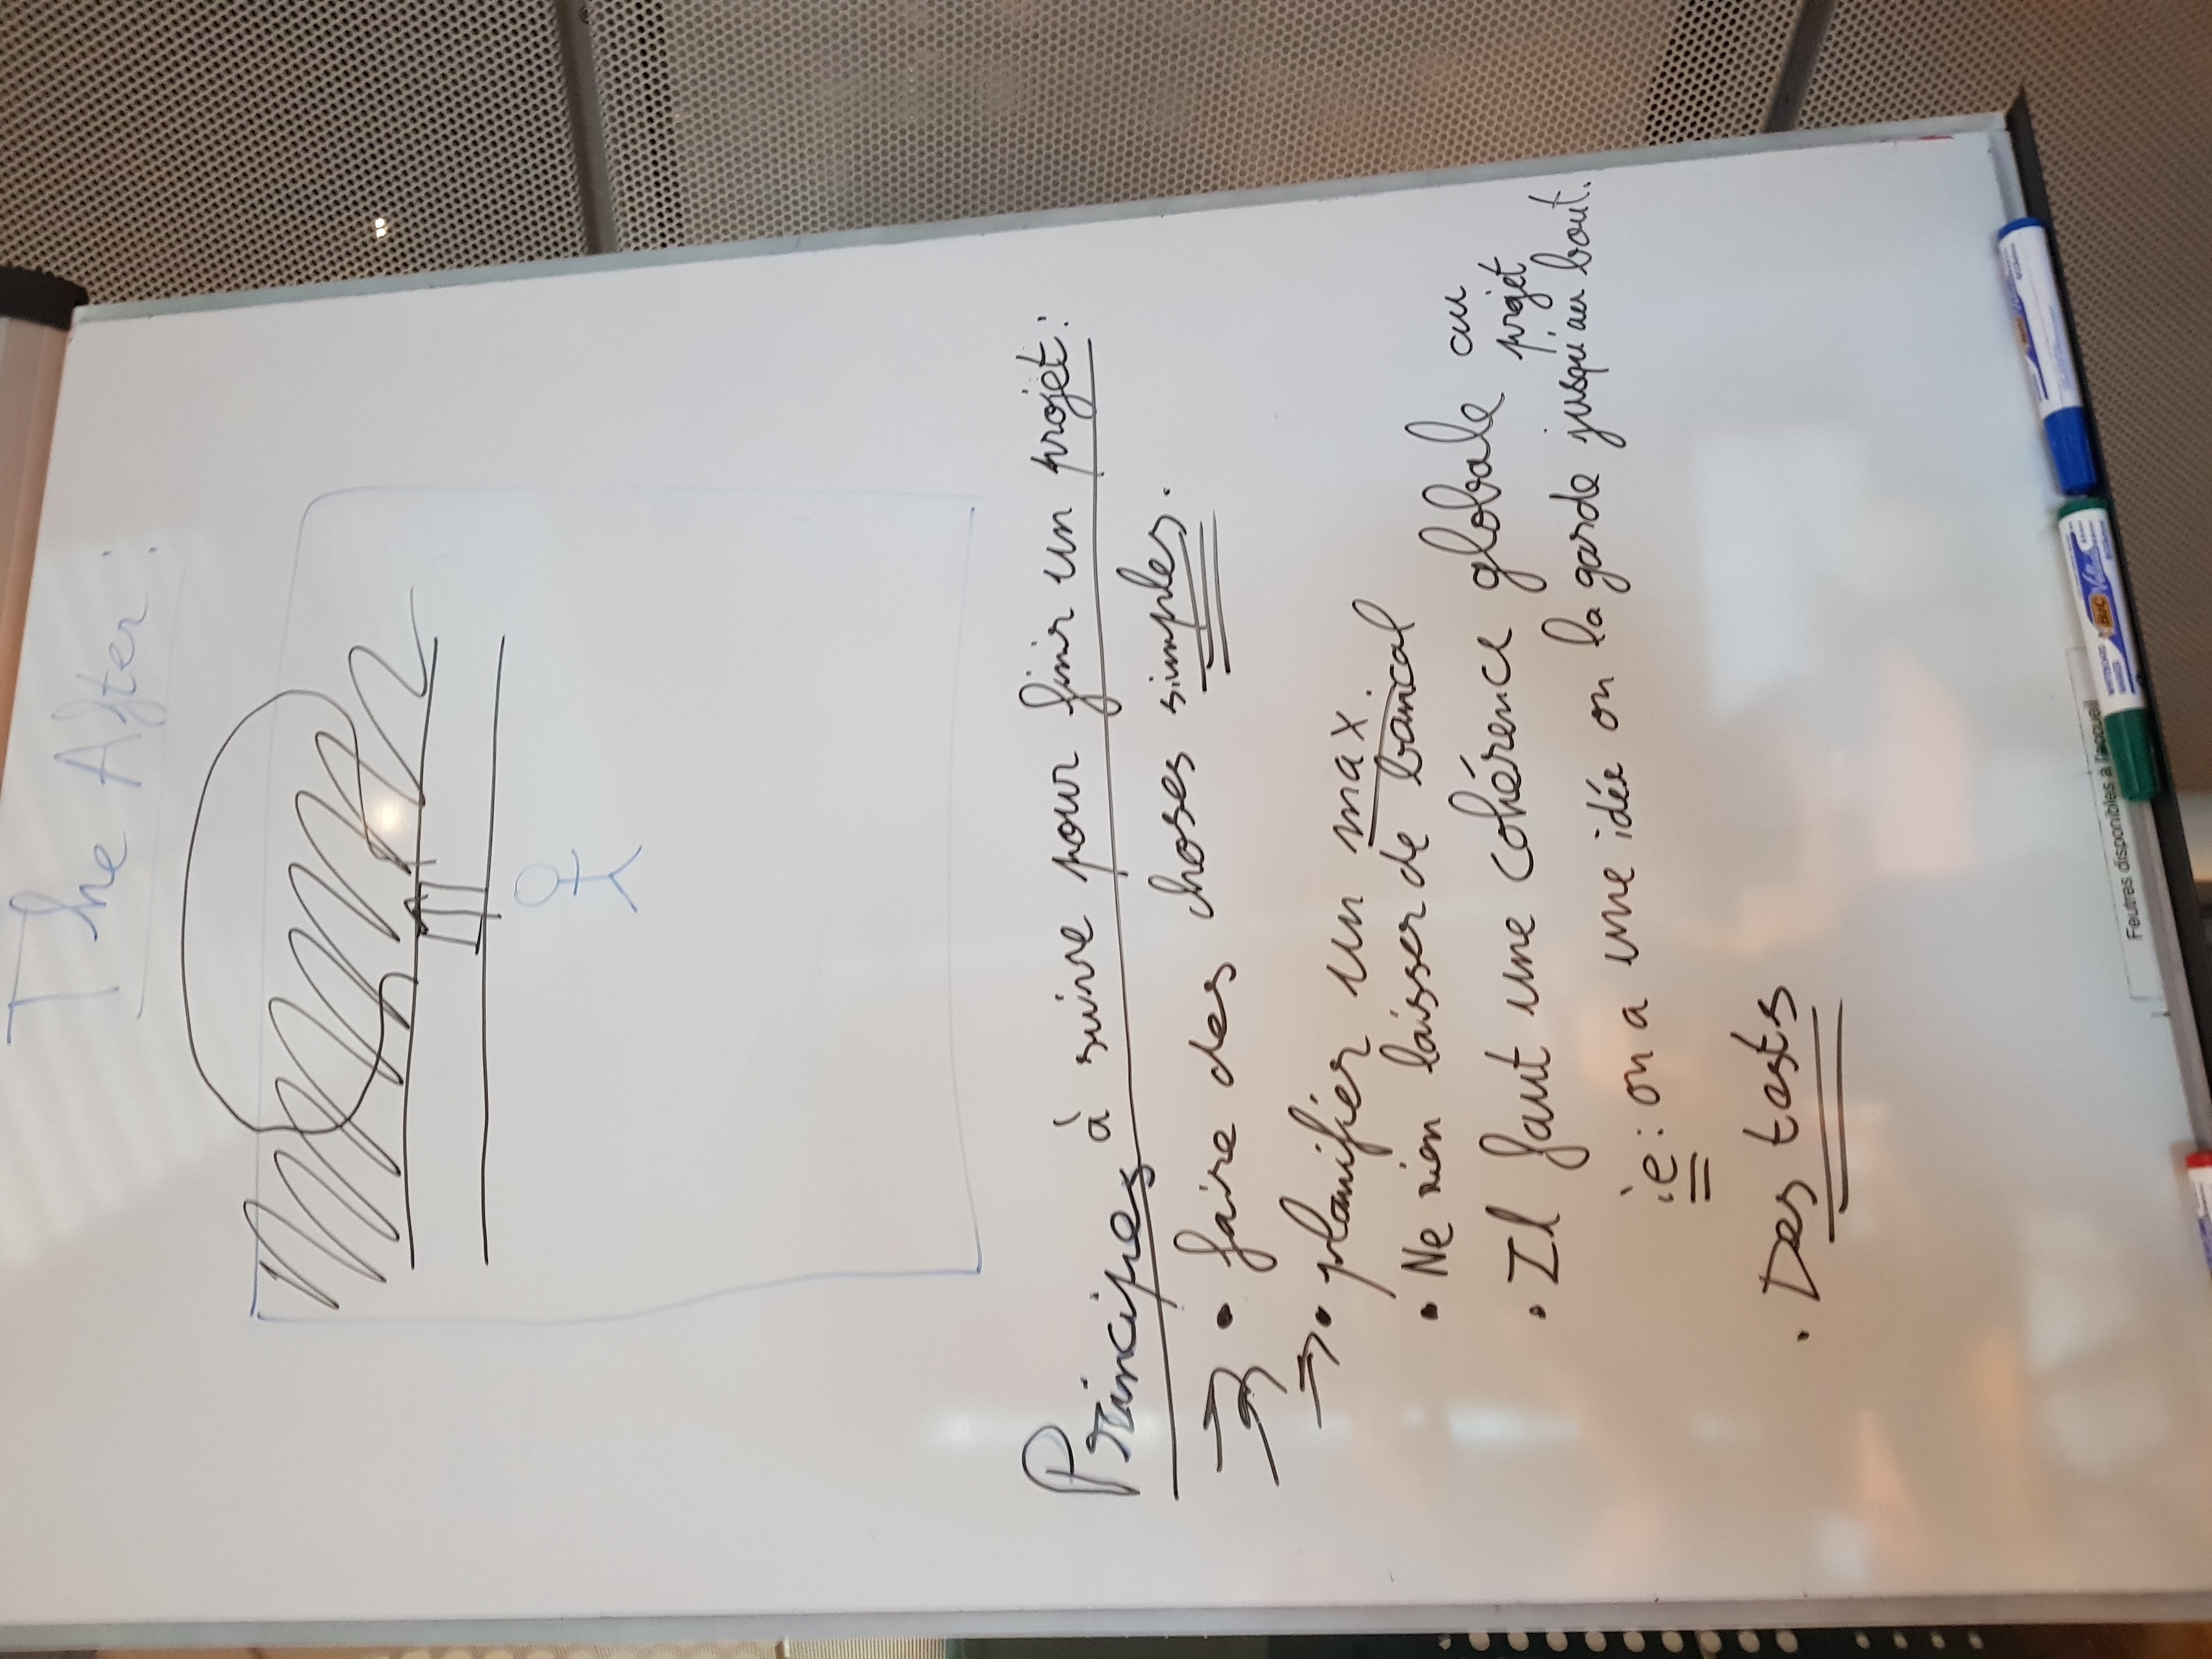 The After :
Principes à suivre pour finir un projet :
• faire des choses simples.
• planifier un max.
• Ne rien laisser de bancal
• Il faut une cohérence globale au projet
ie : on a une idée on la garde jusqu'au bout.
• Des tests
Feutres disponibles à l'accueil
WHITEBOARD MARKER BIC Velleda